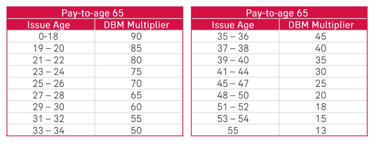 Pay-to-age 65
Issue Age DBM Multiplier
0-18 90
19 – 20 85
21 – 22 80
23 – 24 75
25 – 26 70
27 – 28 65
29 – 30 60
31 – 32 55
33 – 34 50
Pay-to-age 65
Issue Age DBM Multiplier
35 – 36 45
37 – 38 40
39 – 40 35
41 – 44 30
45 – 47 25
48 – 50 20
51 – 52 18
53 – 54 15
55 13